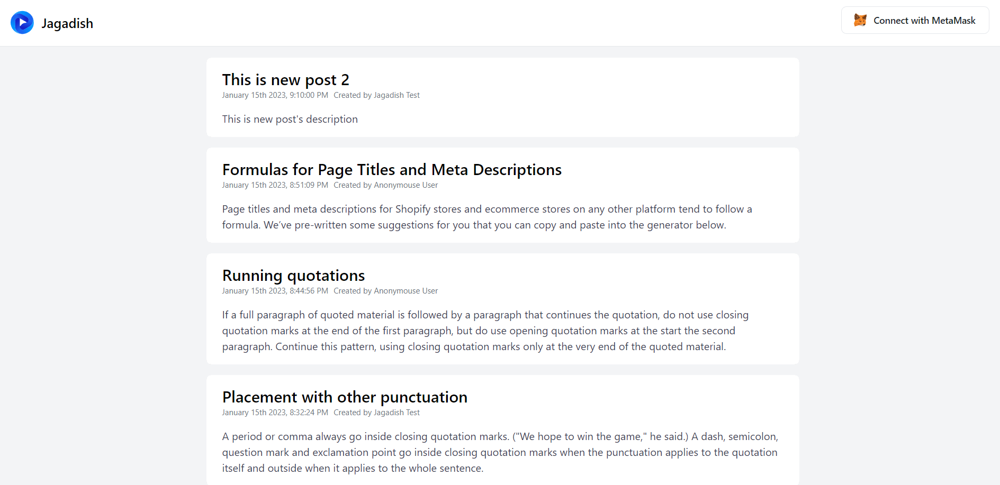 Jagadish
Connect with MetaMask
This is new post 2
January 15th 2023, 9:10:00 PM Created by Jagadish Test
This is new post's description
Formulas for Page Titles and Meta Descriptions
January 15th 2023, 8:51:09 PM Created by Anonymouse User
Page titles and meta descriptions for Shopify stores and ecommerce stores on any other platform tend to follow a
formula. We’ve pre-written some suggestions for you that you can copy and paste into the generator below.
Running quotations
January 15th 2023, 8:44:56 PM Created by Anonymouse User
If a full paragraph of quoted material is followed by a paragraph that continues the quotation, do not use closing
quotation marks at the end of the first paragraph, but do use opening quotation marks at the start the second
paragraph. Continue this pattern, using closing quotation marks only at the very end of the quoted material.
Placement with other punctuation
January 15th 2023, 8:32:24 PM Created by Jagadish Test
A period or comma always go inside closing quotation marks. ("We hope to win the game," he said.) A dash, semicolon,
question mark and exclamation point go inside closing quotation marks when the punctuation applies to the quotation
itself and outside when it applies to the whole sentence.